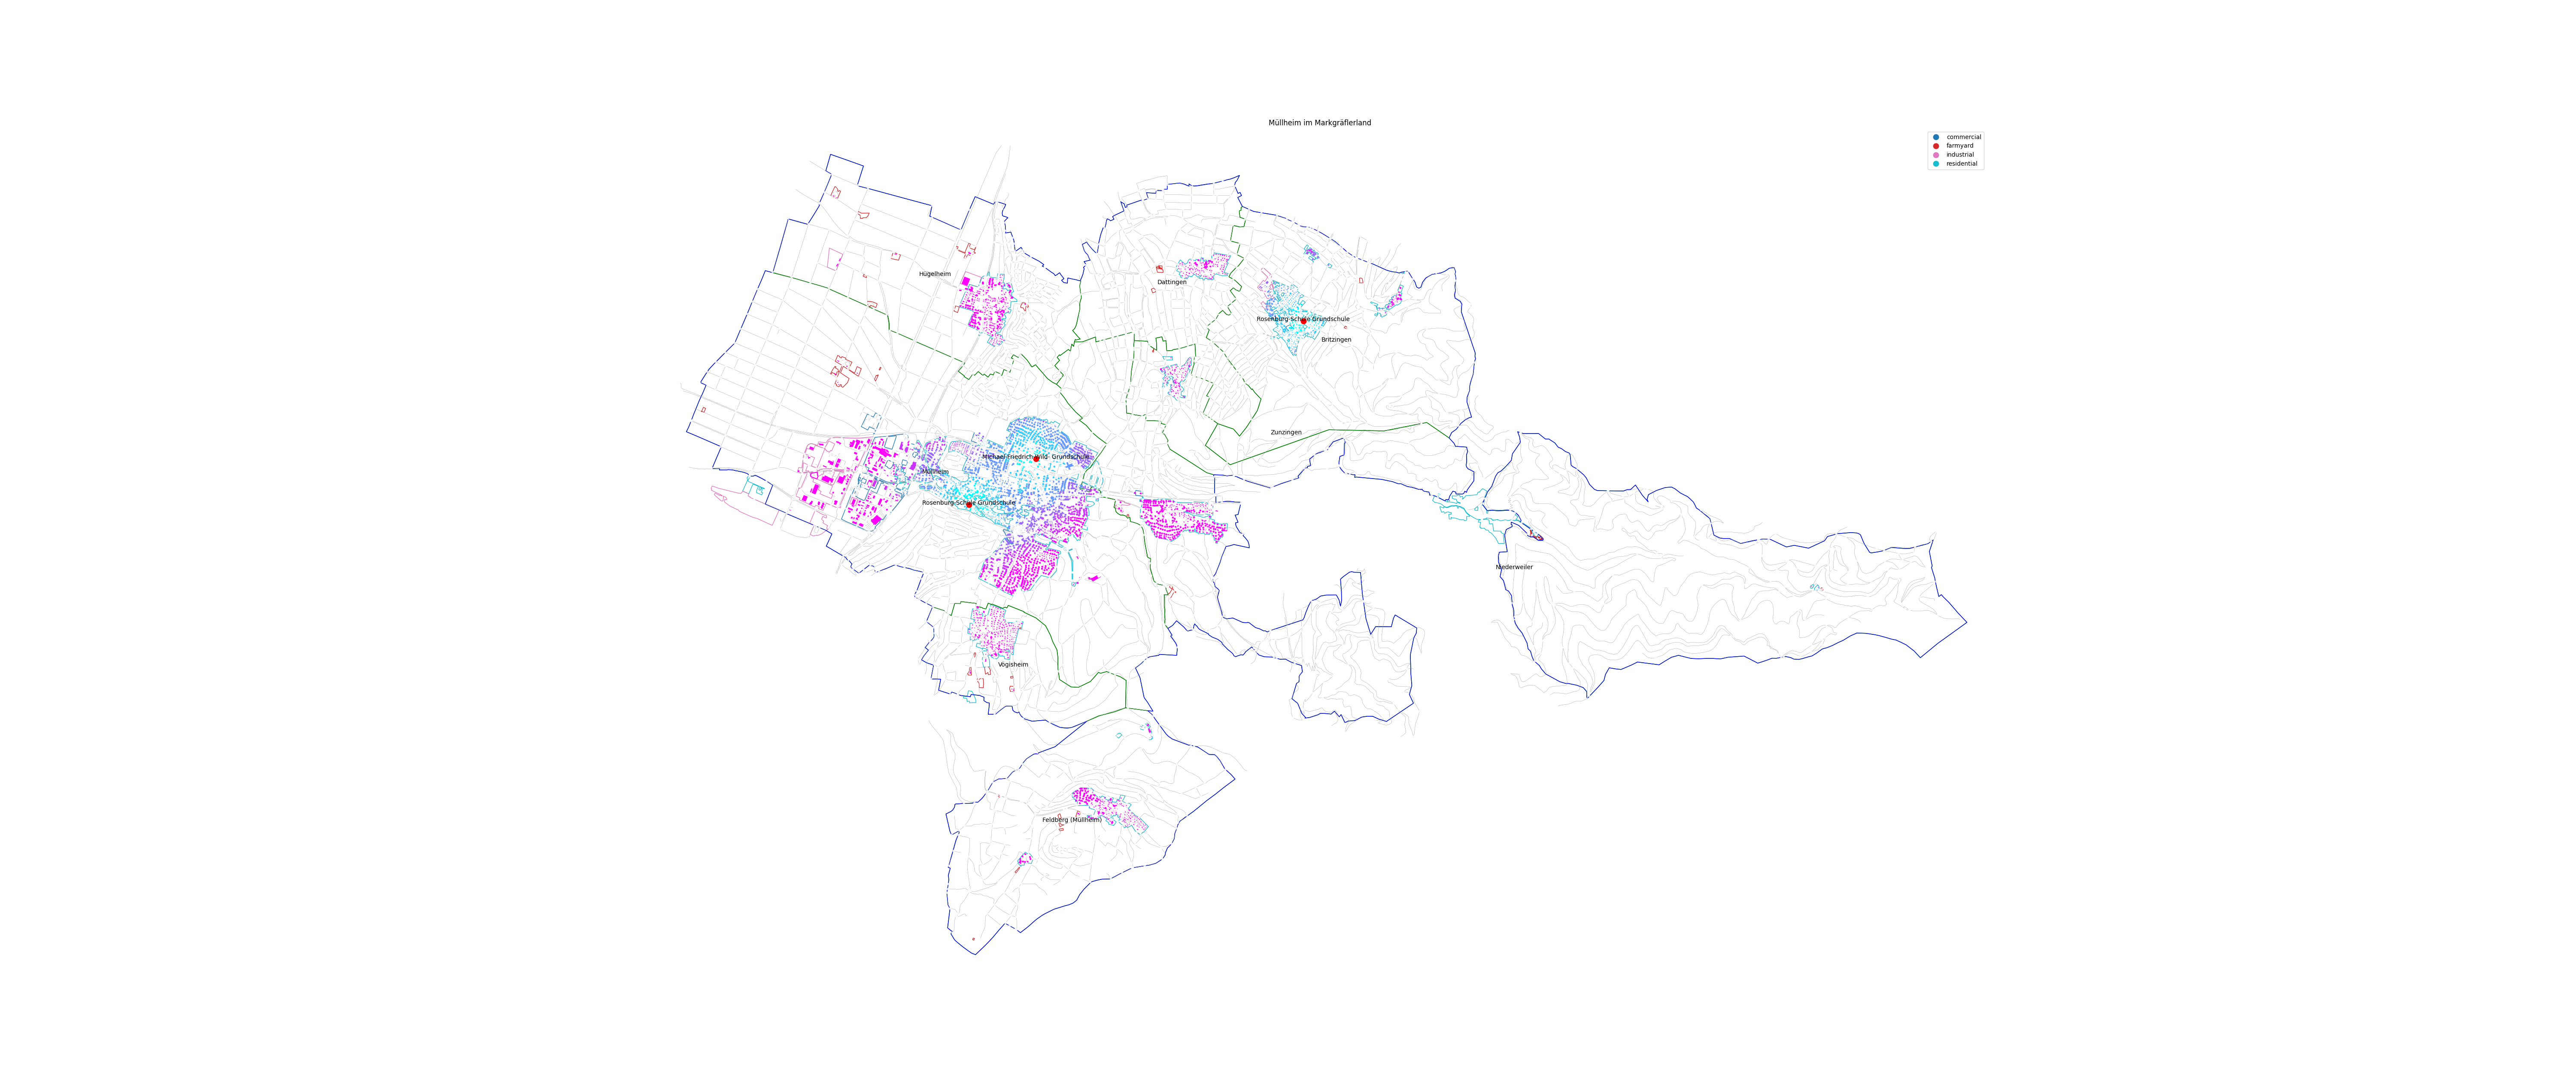 Müllheim im Markgräflerland
commercial
farmyard
industrial
residential
Hügelheim
Dattingen
Rosenburg-Schule Grundschule
Britzingen
Zunzingen
Michael-Friedrich-Wild- Grundschule
Müllheim
Rosenburg-Schule Grundschule
Niederweiler
Vögisheim
Feldberg (Müllheim)